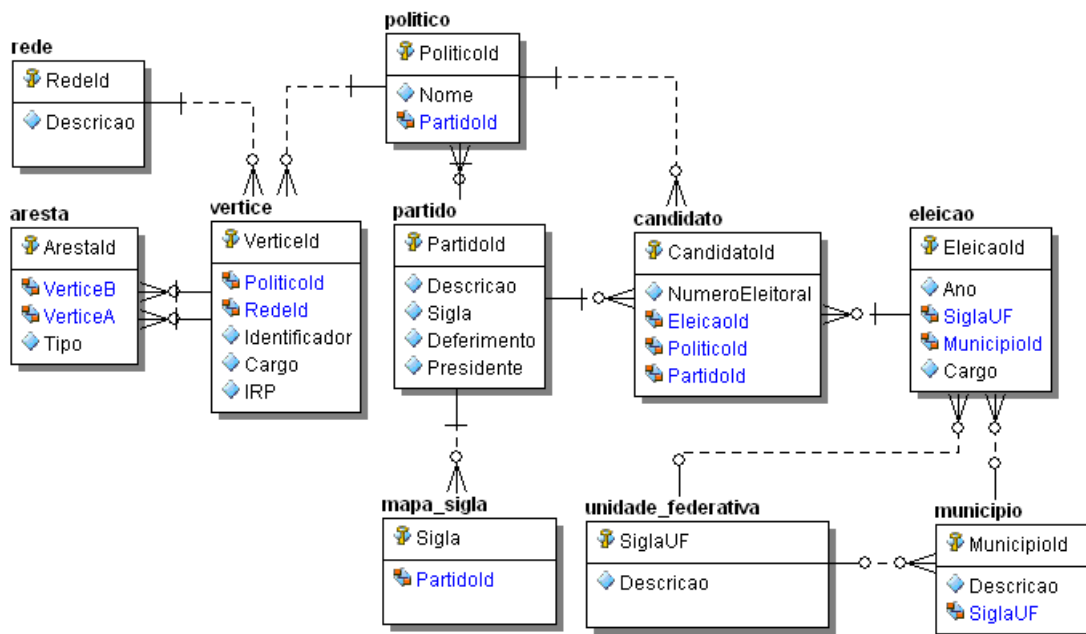 rede
RedeId
Descricao
politico
PoliticoId
Nome
PartidoId
aresta
ArestaId
VerticeB
VerticeA
Tipo
vertice
VerticeId
PoliticoId
RedeId
Identificador
Cargo
IRP
partido
PartidoId
Descricao
Sigla
Deferimento
Presidente
candidato
CandidatoId
NumeroEleitoral
EleicaoId
PoliticoId
PartidoId
eleicao
EleicaoId
Ano
SiglaUF
MunicipioId
Cargo
mapa_sigla
Sigla
PartidoId
unidade_federativa
SiglaUF
Descricao
municipio
MunicipioId
Descricao
SiglaUF